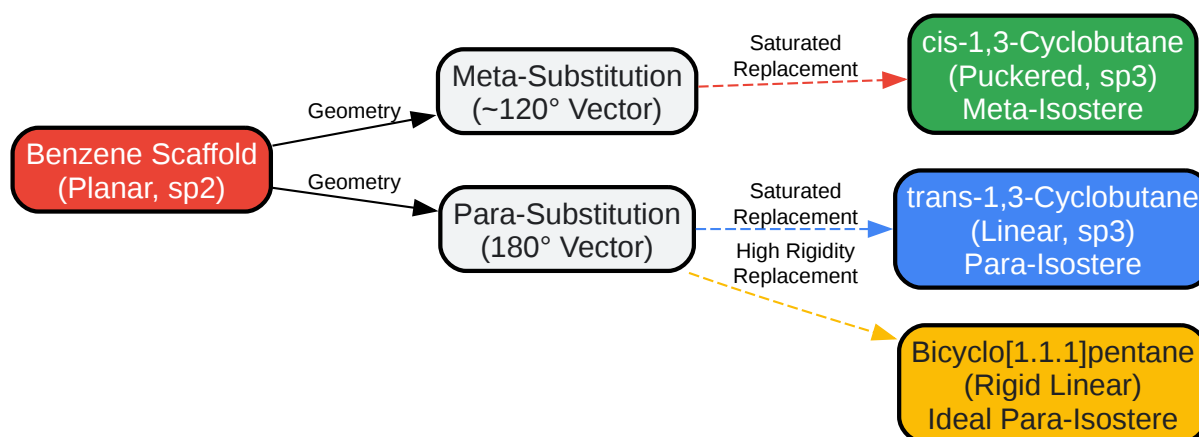 Benzene Scaffold
(Planar, sp2)
Geometry
Geometry
Meta-Substitution
(~120° Vector)
Para-Substitution
(180° Vector)
Saturated
Replacement
Saturated
Replacement
High Rigidity
Replacement
cis-1,3-Cyclobutane
(Puckered, sp3)
Meta-Isostere
trans-1,3-Cyclobutane
(Linear, sp3)
Para-Isostere
Bicyclo[1.1.1]pentane
(Rigid Linear)
Ideal Para-Isostere